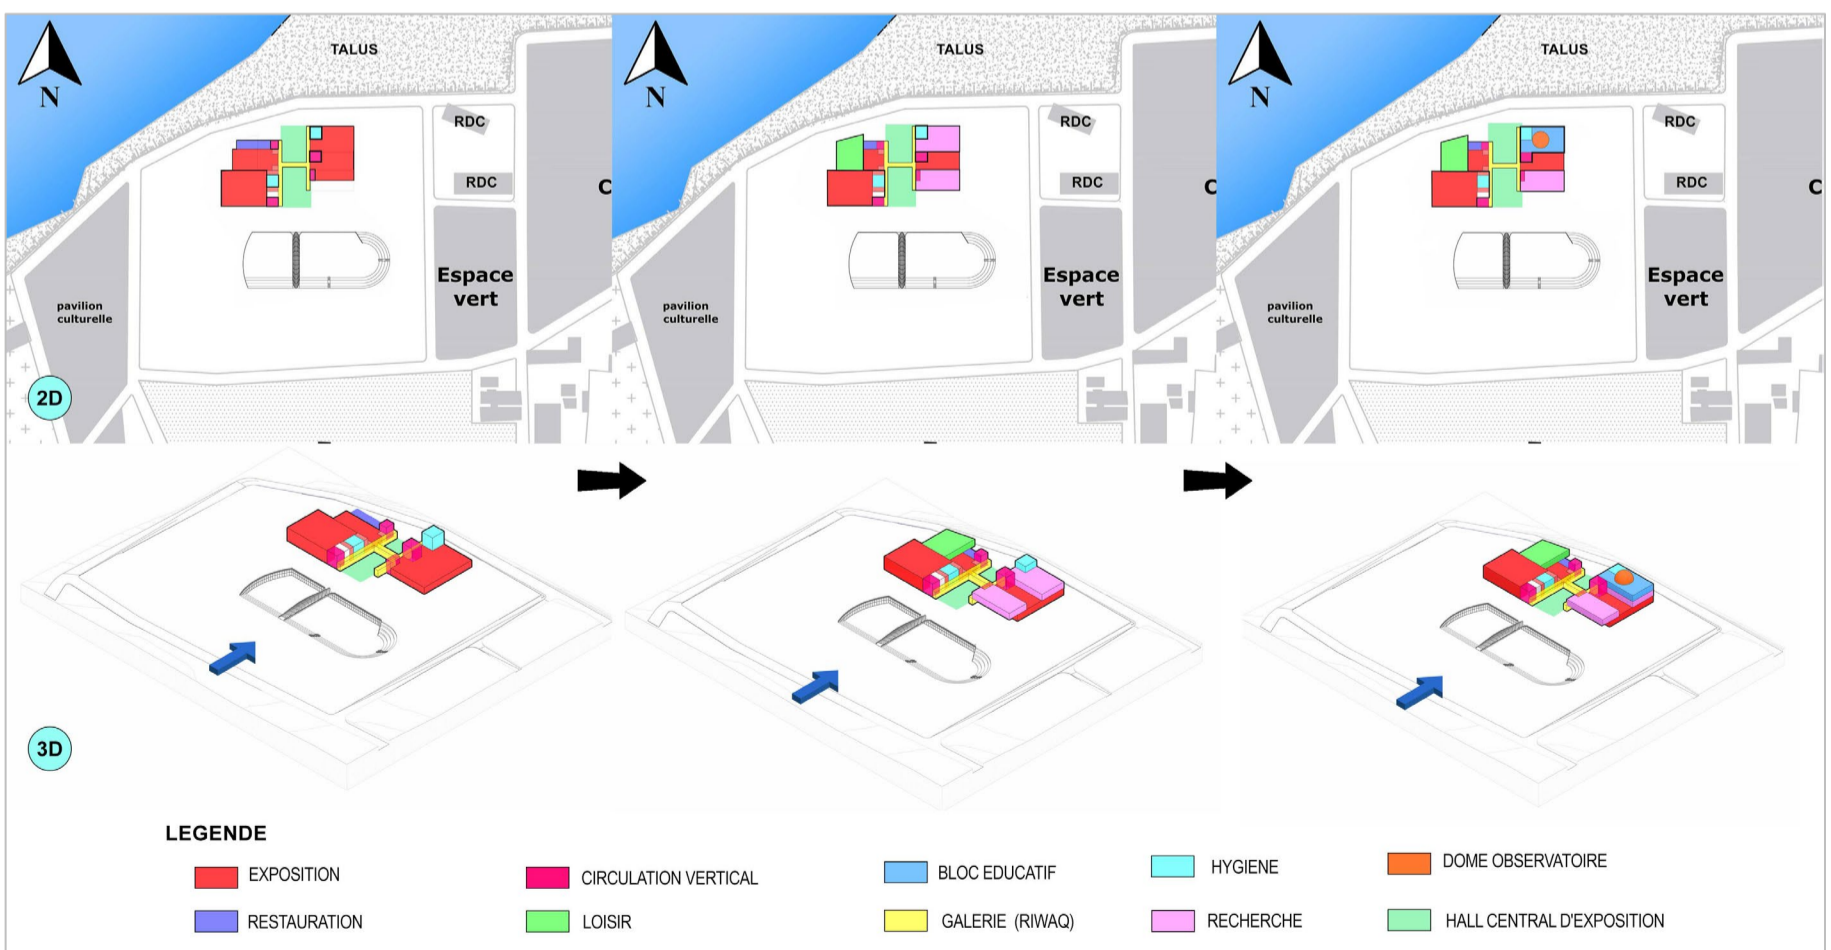 TALUS
TALUS
TALUS
N
N
N
RDC
RDC
RDC
RDC
RDC
RDC
C
C
C
Espace
vert
Espace
vert
Espace
vert
pavilion
culturelle
pavilion
culturelle
pavilion
culturelle
2D
3D
LEGENDE
EXPOSITION
CIRCULATION VERTICAL
BLOC EDUCATIF
HYGIENE
DOME OBSERVATOIRE
RESTAURATION
LOISIR
GALERIE (RIWAQ)
RECHERCHE
HALL CENTRAL D'EXPOSITION